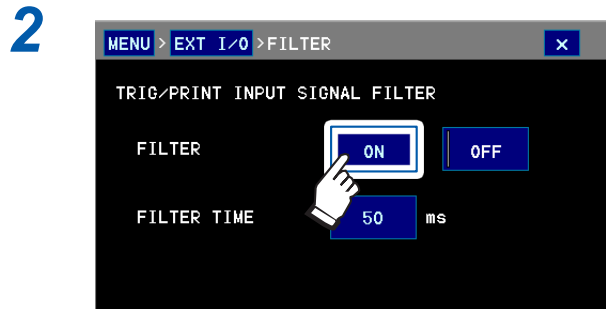 2
MENU > EXT I/O >FILTER ×
TRIG/PRINT INPUT SIGNAL FILTER
FILTER ON OFF
FILTER TIME 50 ms